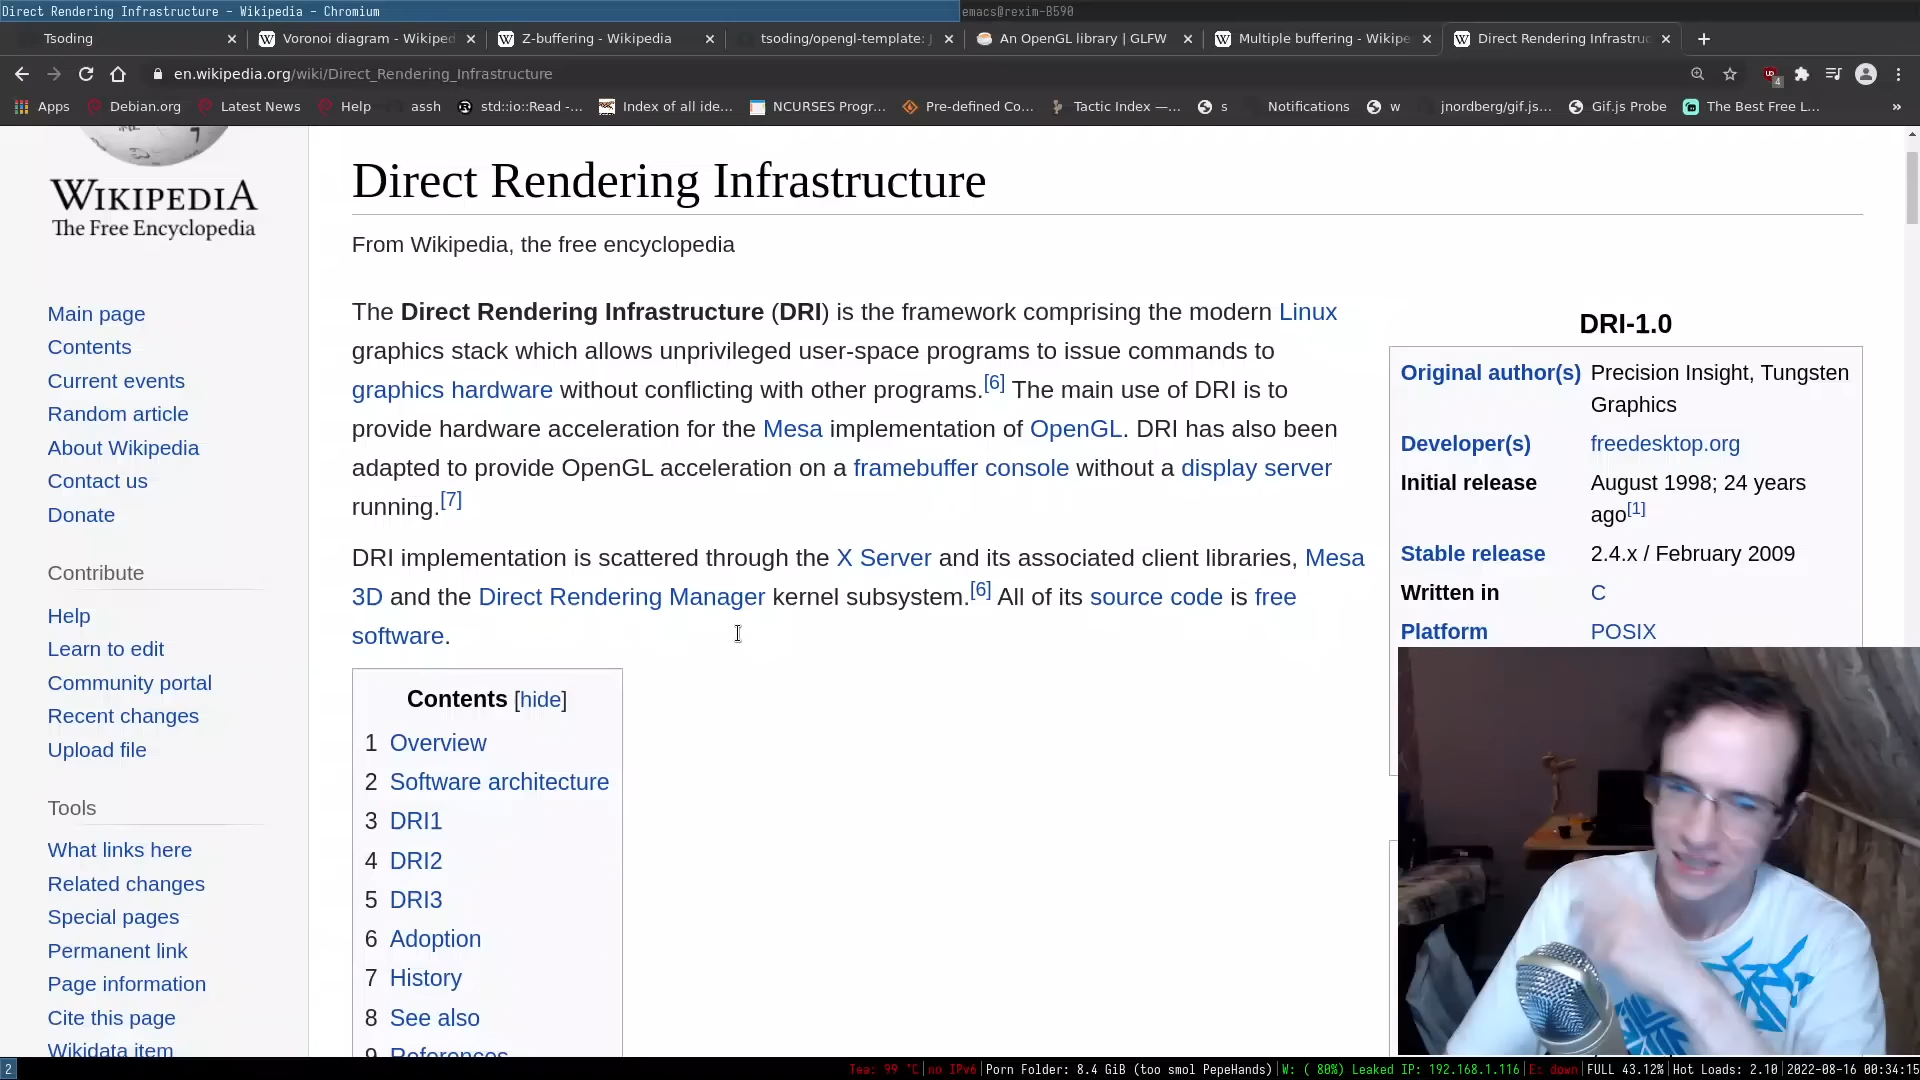 Direct Rendering Infrastructure - Wikipedia - Chromium
emacs@rexim-B590
Tsoding
Voronoi diagram - Wikiped
Z-buffering - Wikipedia
tsoding/opengl-template:
An OpenGL library | GLFW
Multiple buffering - Wikipe
Direct Rendering Infrastruc
en.wikipedia.org/wiki/Direct_Rendering_Infrastructure
4
Apps
Debian.org
Latest News
Help
assh
std::io::Read -...
Index of all ide...
NCURSES Progr...
Pre-defined Co...
Tactic Index —...
s
Notifications
w
jnordberg/gif.js...
Gif.js Probe
The Best Free L...
»
WIKIPEDIA
The Free Encyclopedia
Main page
Contents
Current events
Random article
About Wikipedia
Contact us
Donate
Contribute
Help
Learn to edit
Community portal
Recent changes
Upload file
Tools
What links here
Related changes
Special pages
Permanent link
Page information
Cite this page
Wikidata item
Direct Rendering Infrastructure
From Wikipedia, the free encyclopedia
The Direct Rendering Infrastructure (DRI) is the framework comprising the modern Linux
graphics stack which allows unprivileged user-space programs to issue commands to
graphics hardware without conflicting with other programs.[6] The main use of DRI is to
provide hardware acceleration for the Mesa implementation of OpenGL. DRI has also been
adapted to provide OpenGL acceleration on a framebuffer console without a display server
running.[7]
DRI implementation is scattered through the X Server and its associated client libraries, Mesa
3D and the Direct Rendering Manager kernel subsystem.[6] All of its source code is free
software.
Contents [hide]
1 Overview
2 Software architecture
3 DRI1
4 DRI2
5 DRI3
6 Adoption
7 History
8 See also
9 References
DRI-1.0
Original author(s) Precision Insight, Tungsten
Graphics
Developer(s) freedesktop.org
Initial release August 1998; 24 years
ago[1]
Stable release 2.4.x / February 2009
Written in C
Platform POSIX
2
Tea: 99 °C|no IPv6|Porn Folder: 8.4 GiB (too smol PepeHands)|W: ( 80%) Leaked IP: 192.168.1.116|E: down|FULL 43.12%|Hot Loads: 2.10|2022-08-16 00:34:15